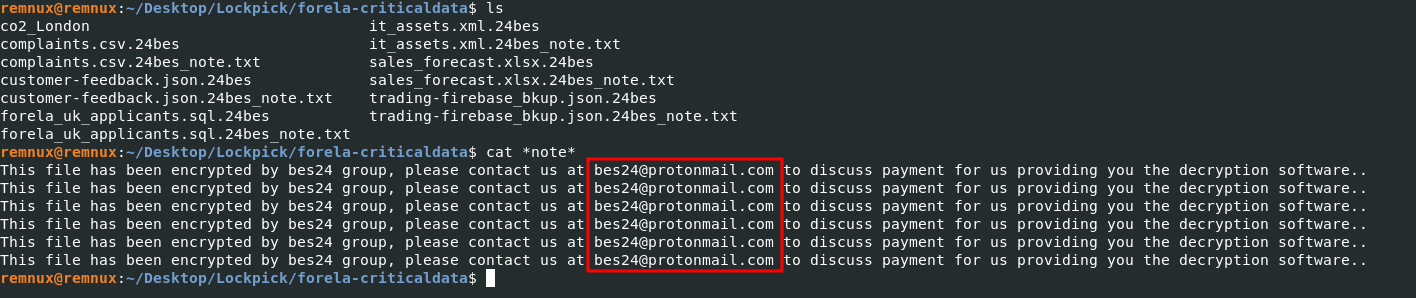 remnux@remnux:~/Desktop/Lockpick/forela-criticaldata$ ls
co2_London it_assets.xml.24bes
complaints.csv.24bes it_assets.xml.24bes_note.txt
complaints.csv.24bes_note.txt sales_forecast.xlsx.24bes
customer-feedback.json.24bes sales_forecast.xlsx.24bes_note.txt
customer-feedback.json.24bes_note.txt trading-firebase_bkup.json.24bes
forela_uk_applicants.sql.24bes trading-firebase_bkup.json.24bes_note.txt
forela_uk_applicants.sql.24bes_note.txt
remnux@remnux:~/Desktop/Lockpick/forela-criticaldata$ cat *note*
This file has been encrypted by bes24 group, please contact us at bes24@protonmail.com to discuss payment for us providing you the decryption software..
This file has been encrypted by bes24 group, please contact us at bes24@protonmail.com to discuss payment for us providing you the decryption software..
This file has been encrypted by bes24 group, please contact us at bes24@protonmail.com to discuss payment for us providing you the decryption software..
This file has been encrypted by bes24 group, please contact us at bes24@protonmail.com to discuss payment for us providing you the decryption software..
This file has been encrypted by bes24 group, please contact us at bes24@protonmail.com to discuss payment for us providing you the decryption software..
This file has been encrypted by bes24 group, please contact us at bes24@protonmail.com to discuss payment for us providing you the decryption software..
remnux@remnux:~/Desktop/Lockpick/forela-criticaldata$